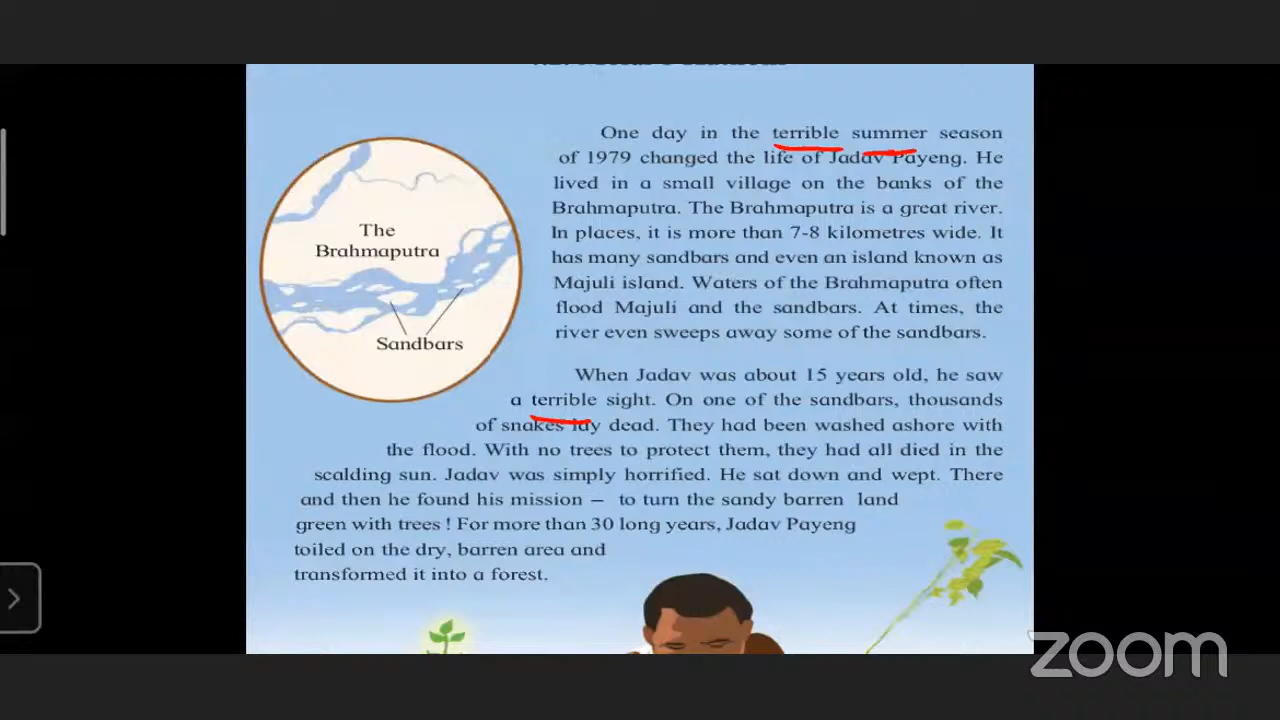 One day in the terrible summer season
of 1979 changed the life of Jadav Payeng. He
lived in a small village on the banks of the
Brahmaputra. The Brahmaputra is a great river.
In places, it is more than 7-8 kilometres wide. It
has many sandbars and even an island known as
Majuli island. Waters of the Brahmaputra often
flood Majuli and the sandbars. At times, the
river even sweeps away some of the sandbars.
The
Brahmaputra
Sandbars
When Jadav was about 15 years old, he saw
a terrible sight. On one of the sandbars, thousands
of snakes lay dead. They had been washed ashore with
the flood. With no trees to protect them, they had all died in the
scalding sun. Jadav was simply horrified. He sat down and wept. There
and then he found his mission – to turn the sandy barren land
green with trees ! For more than 30 long years, Jadav Payeng
toiled on the dry, barren area and
transformed it into a forest.
zoom